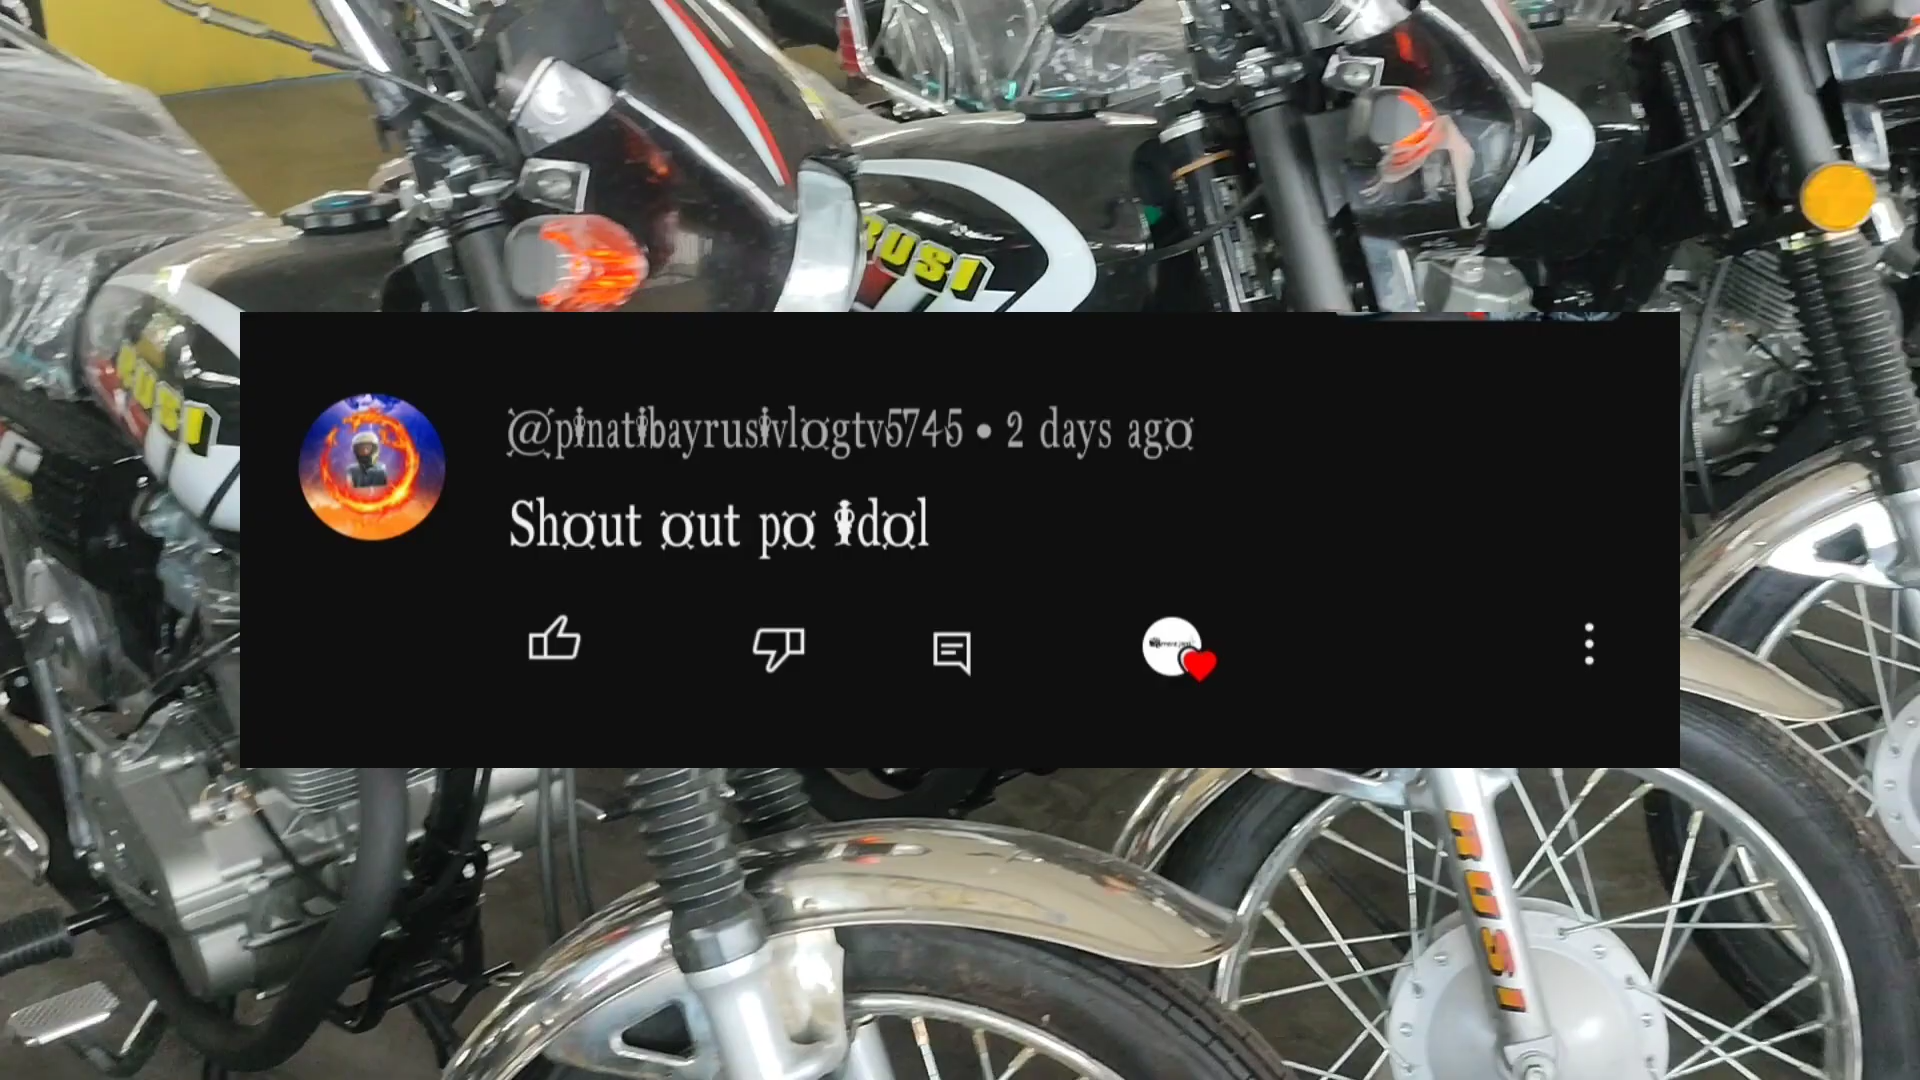 RUSI
RUSI
@pinatibayrusivlogtv5745 • 2 days ago
Shout out po idol
RUSI